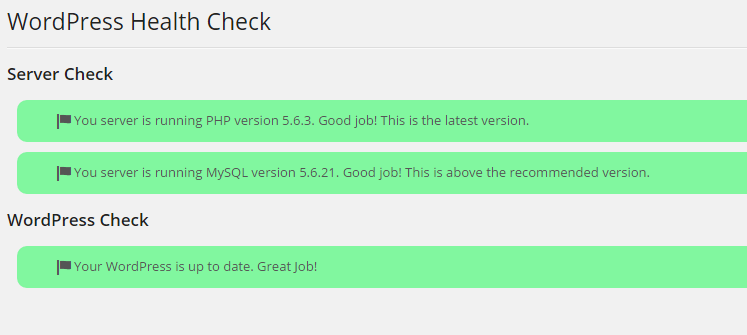 WordPress Health Check
Server Check
You server is running PHP version 5.6.3. Good job! This is the latest version.
You server is running MySQL version 5.6.21. Good job! This is above the recommended version.
WordPress Check
Your WordPress is up to date. Great Job!